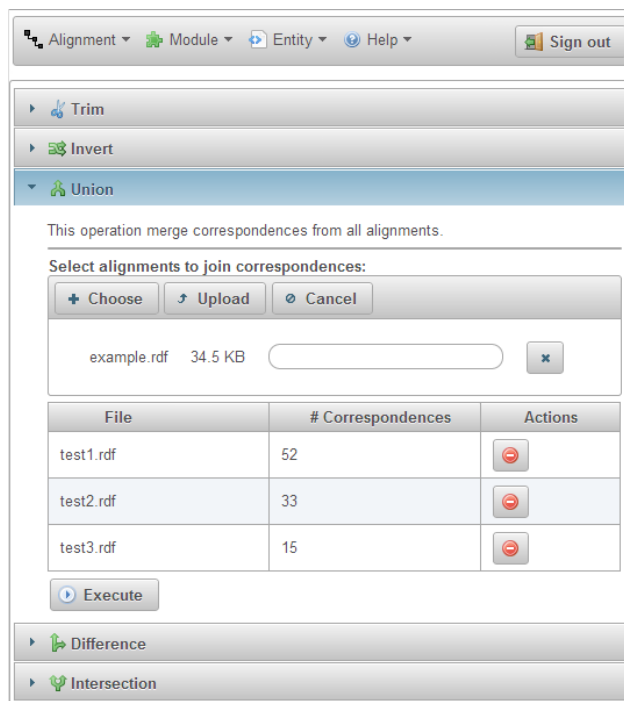 Alignment Module Entity Help Sign out
Trim
Invert
Union
This operation merge correspondences from all alignments.
Select alignments to join correspondences:
Choose Upload Cancel
example.rdf 34.5 KB
File # Correspondences Actions
test1.rdf 52
test2.rdf 33
test3.rdf 15
Execute
Difference
Intersection